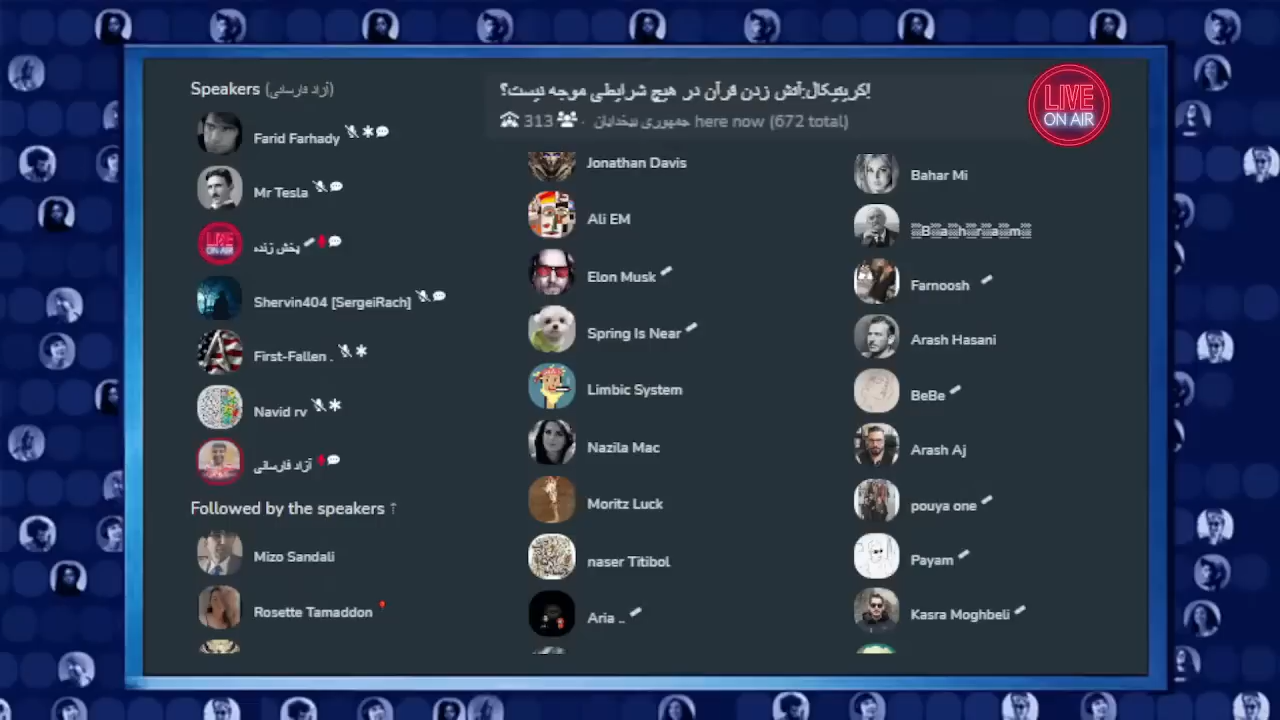 Speakers (آزاد فارسانی)
Farid Farhady
Mr Tesla
پخش زنده
Shervin404 [SergeiRach]
First-Fallen .
Navid rv
آزاد فارسانی
Followed by the speakers ↑
Mizo Sandali
Rosette Tamaddon
کریتیکال:آتش زدن قرآن در هیچ شرایطی موجه نیست؟!
313 · جمهوری بیخدایان here now (672 total)
Jonathan Davis
Ali EM
Elon Musk
Spring Is Near
Limbic System
Nazila Mac
Moritz Luck
naser Titibol
Aria ..
LIVE
ON AIR
Bahar Mi
▒B▒a▒h▒r▒a▒m▒
Farnoosh
Arash Hasani
BeBe
Arash Aj
pouya one
Payam
Kasra Moghbeli